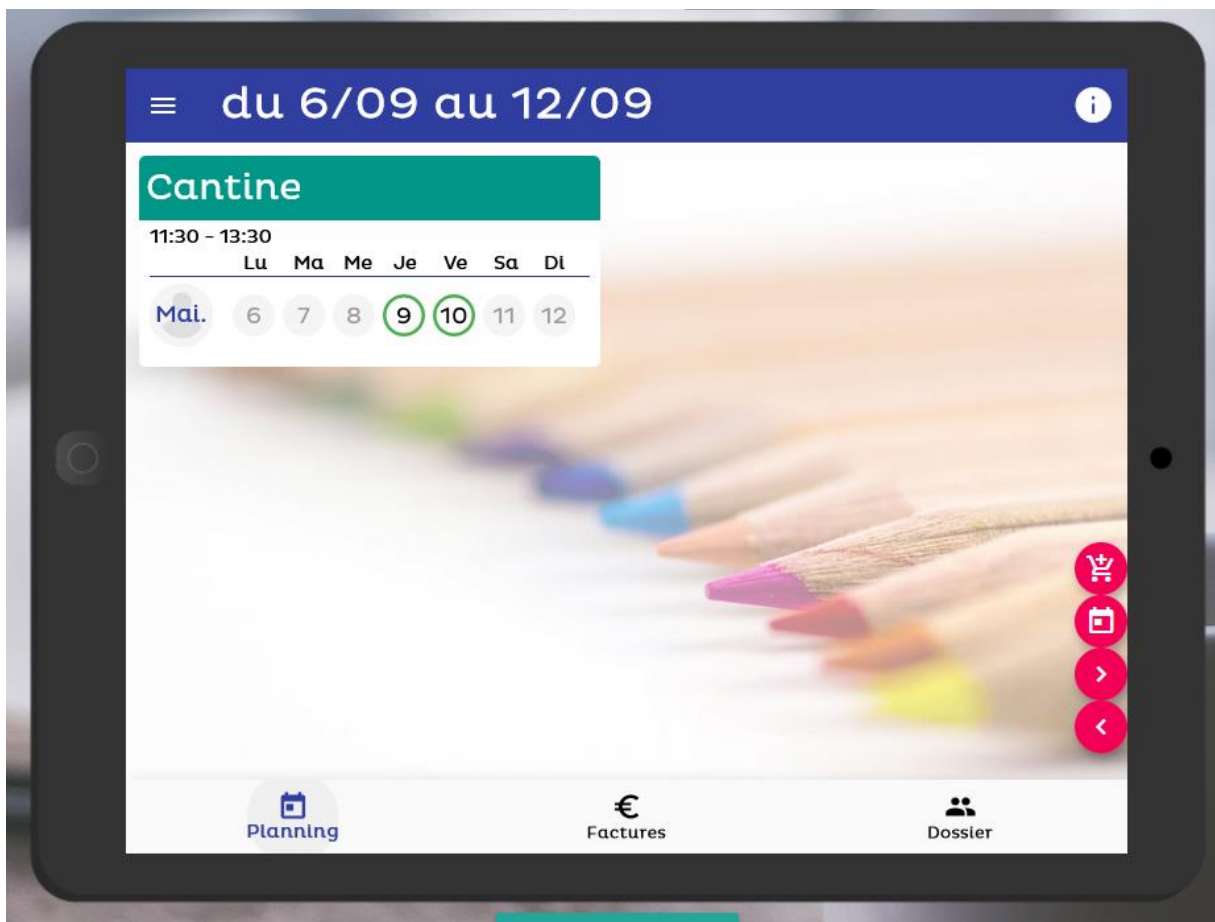 du 6/09 au 12/09
i
Cantine
11:30 - 13:30
Lu Ma Me Je Ve Sa Di
Mai. 6 7 8 9 10 11 12
Planning
€
Factures
Dossier